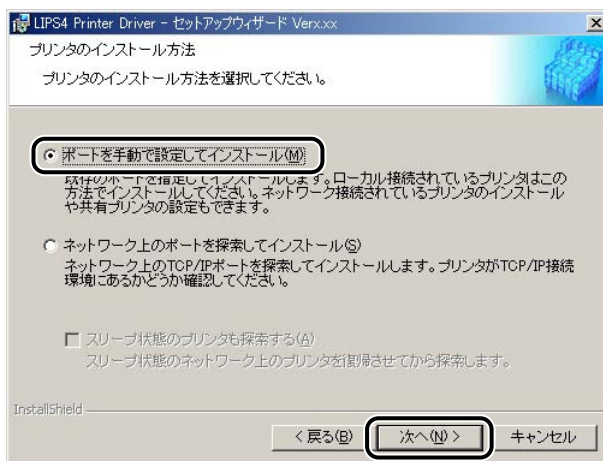 LIPS4 Printer Driver - セットアップウィザード Verx.xx
プリンタのインストール方法
プリンタのインストール方法を選択してください。
ポートを手動で設定してインストール(M)
既存のポートを指定してインストールします。ローカル接続されているプリンタはこの
方法でインストールしてください。ネットワーク接続されているプリンタのインストール
や共有プリンタの設定もできます。
ネットワーク上のポートを探索してインストール(S)
ネットワーク上のTCP/IPポートを探索してインストールします。プリンタがTCP/IP接続
環境にあるかどうか確認してください。
スリープ状態のプリンタも探索する(A)
スリープ状態のネットワーク上のプリンタを復帰させてから探索します。
InstallShield
< 戻る(B)
次へ(N) >
キャンセル